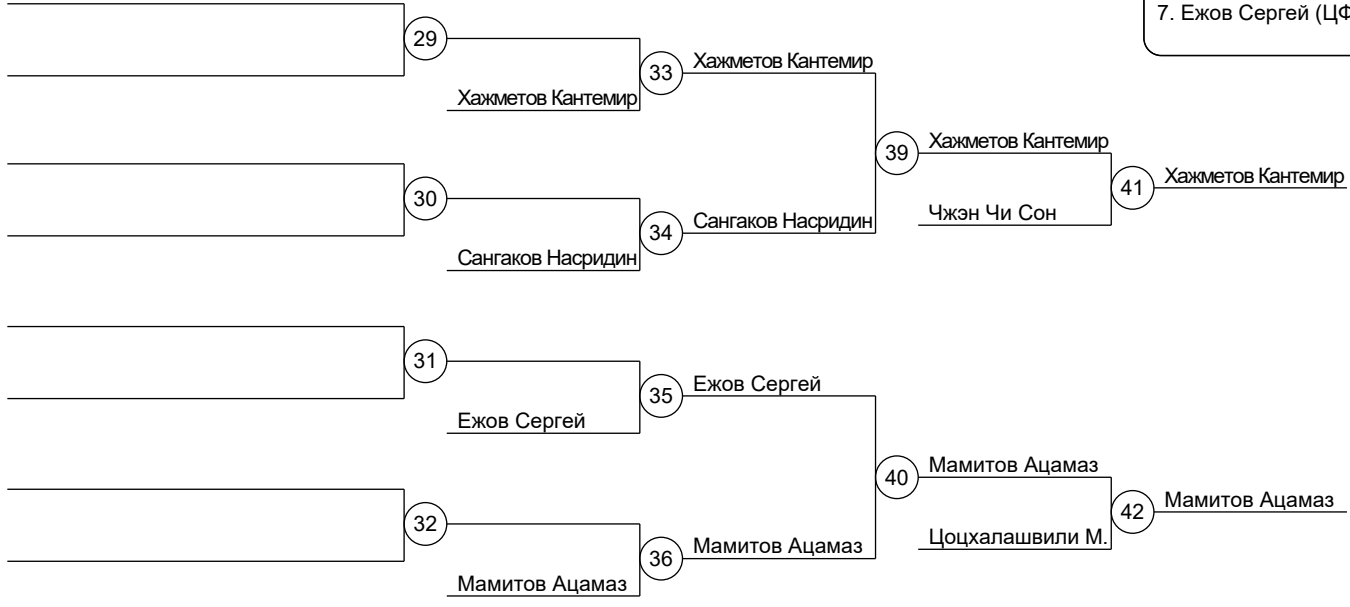 7. Ежов Сергей (ЦФ
29
33
Хажметов Кантемир
Хажметов Кантемир
39
Хажметов Кантемир
41
Хажметов Кантемир
30
34
Сангаков Насридин
Чжэн Чи Сон
Сангаков Насридин
31
35
Ежов Сергей
Ежов Сергей
40
Мамитов Ацамаз
42
Мамитов Ацамаз
32
36
Мамитов Ацамаз
Цоцхалашвили М.
Мамитов Ацамаз